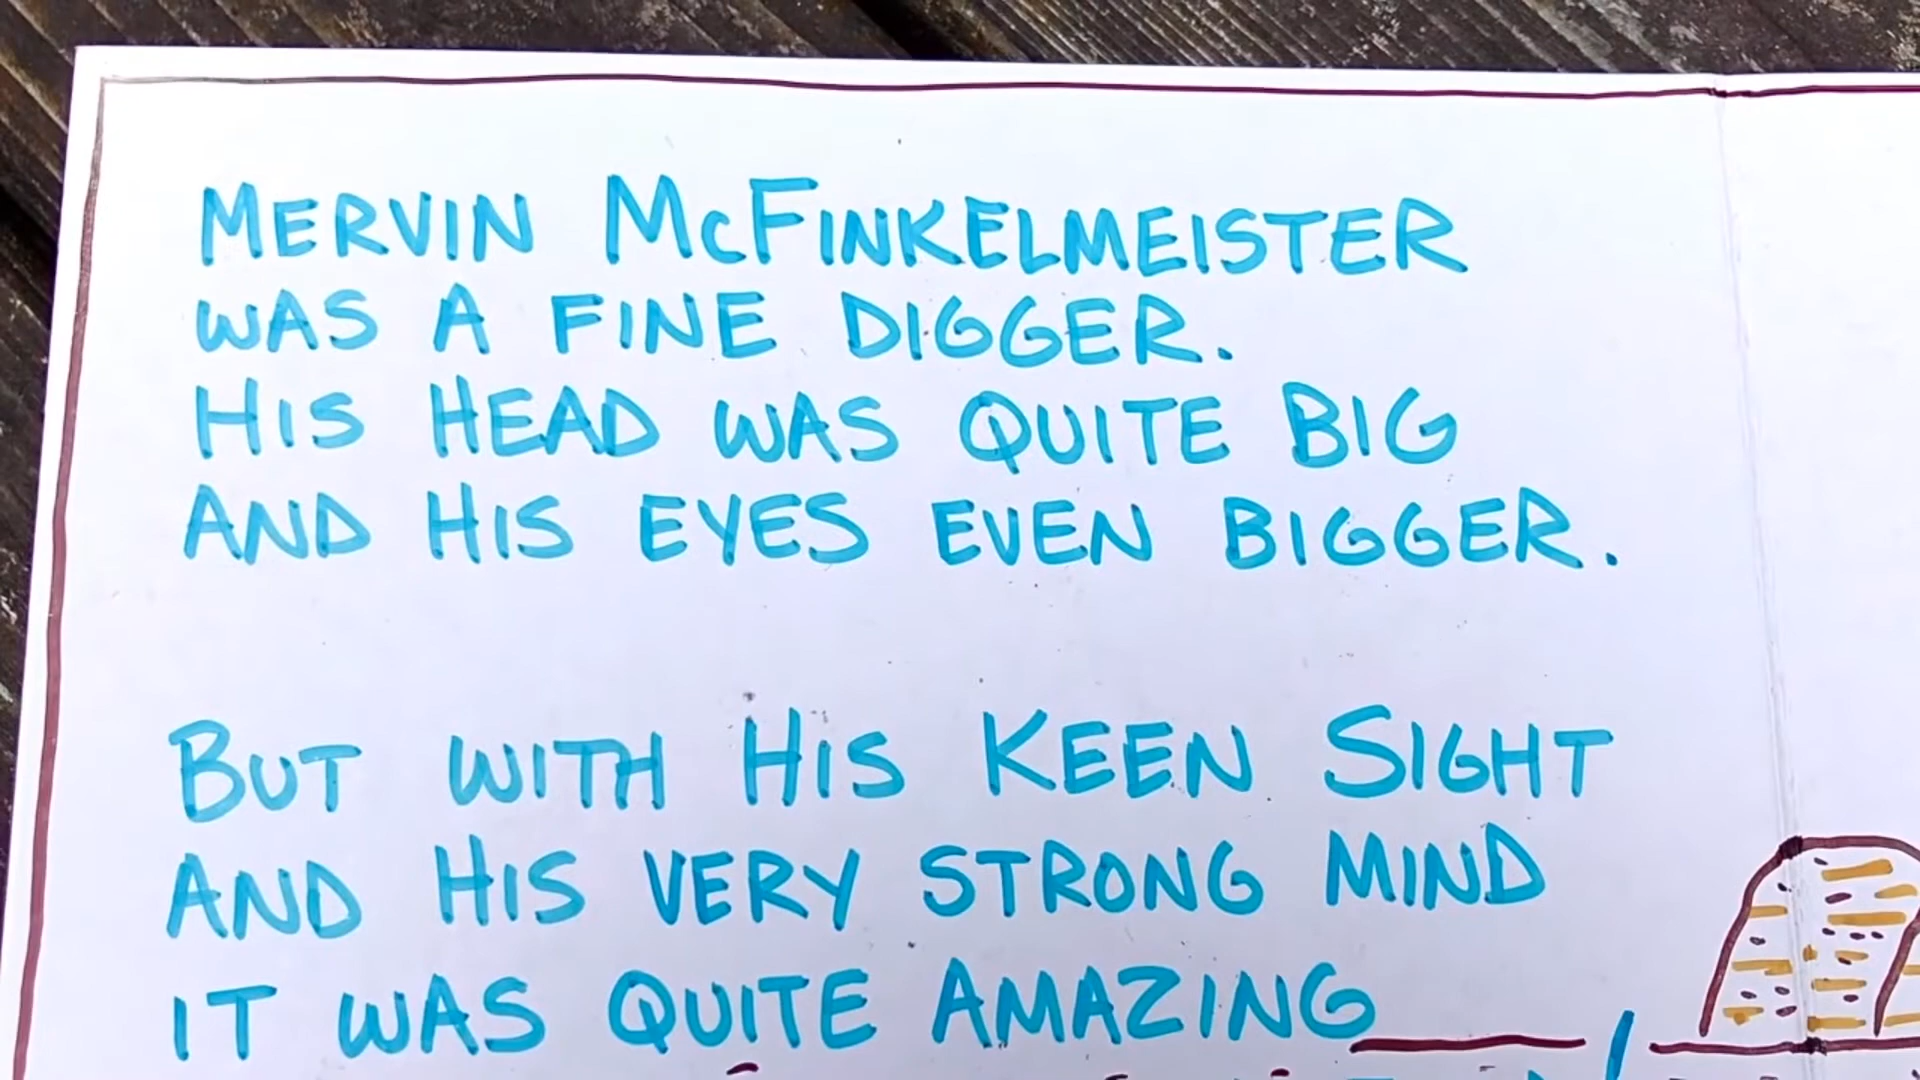 MERVIN McFINKELMEISTER
WAS A FINE DIGGER.
HIS HEAD WAS QUITE BIG
AND HIS EYES EVEN BIGGER.
BUT WITH HIS KEEN SIGHT
AND HIS VERY STRONG MIND
IT WAS QUITE AMAZING